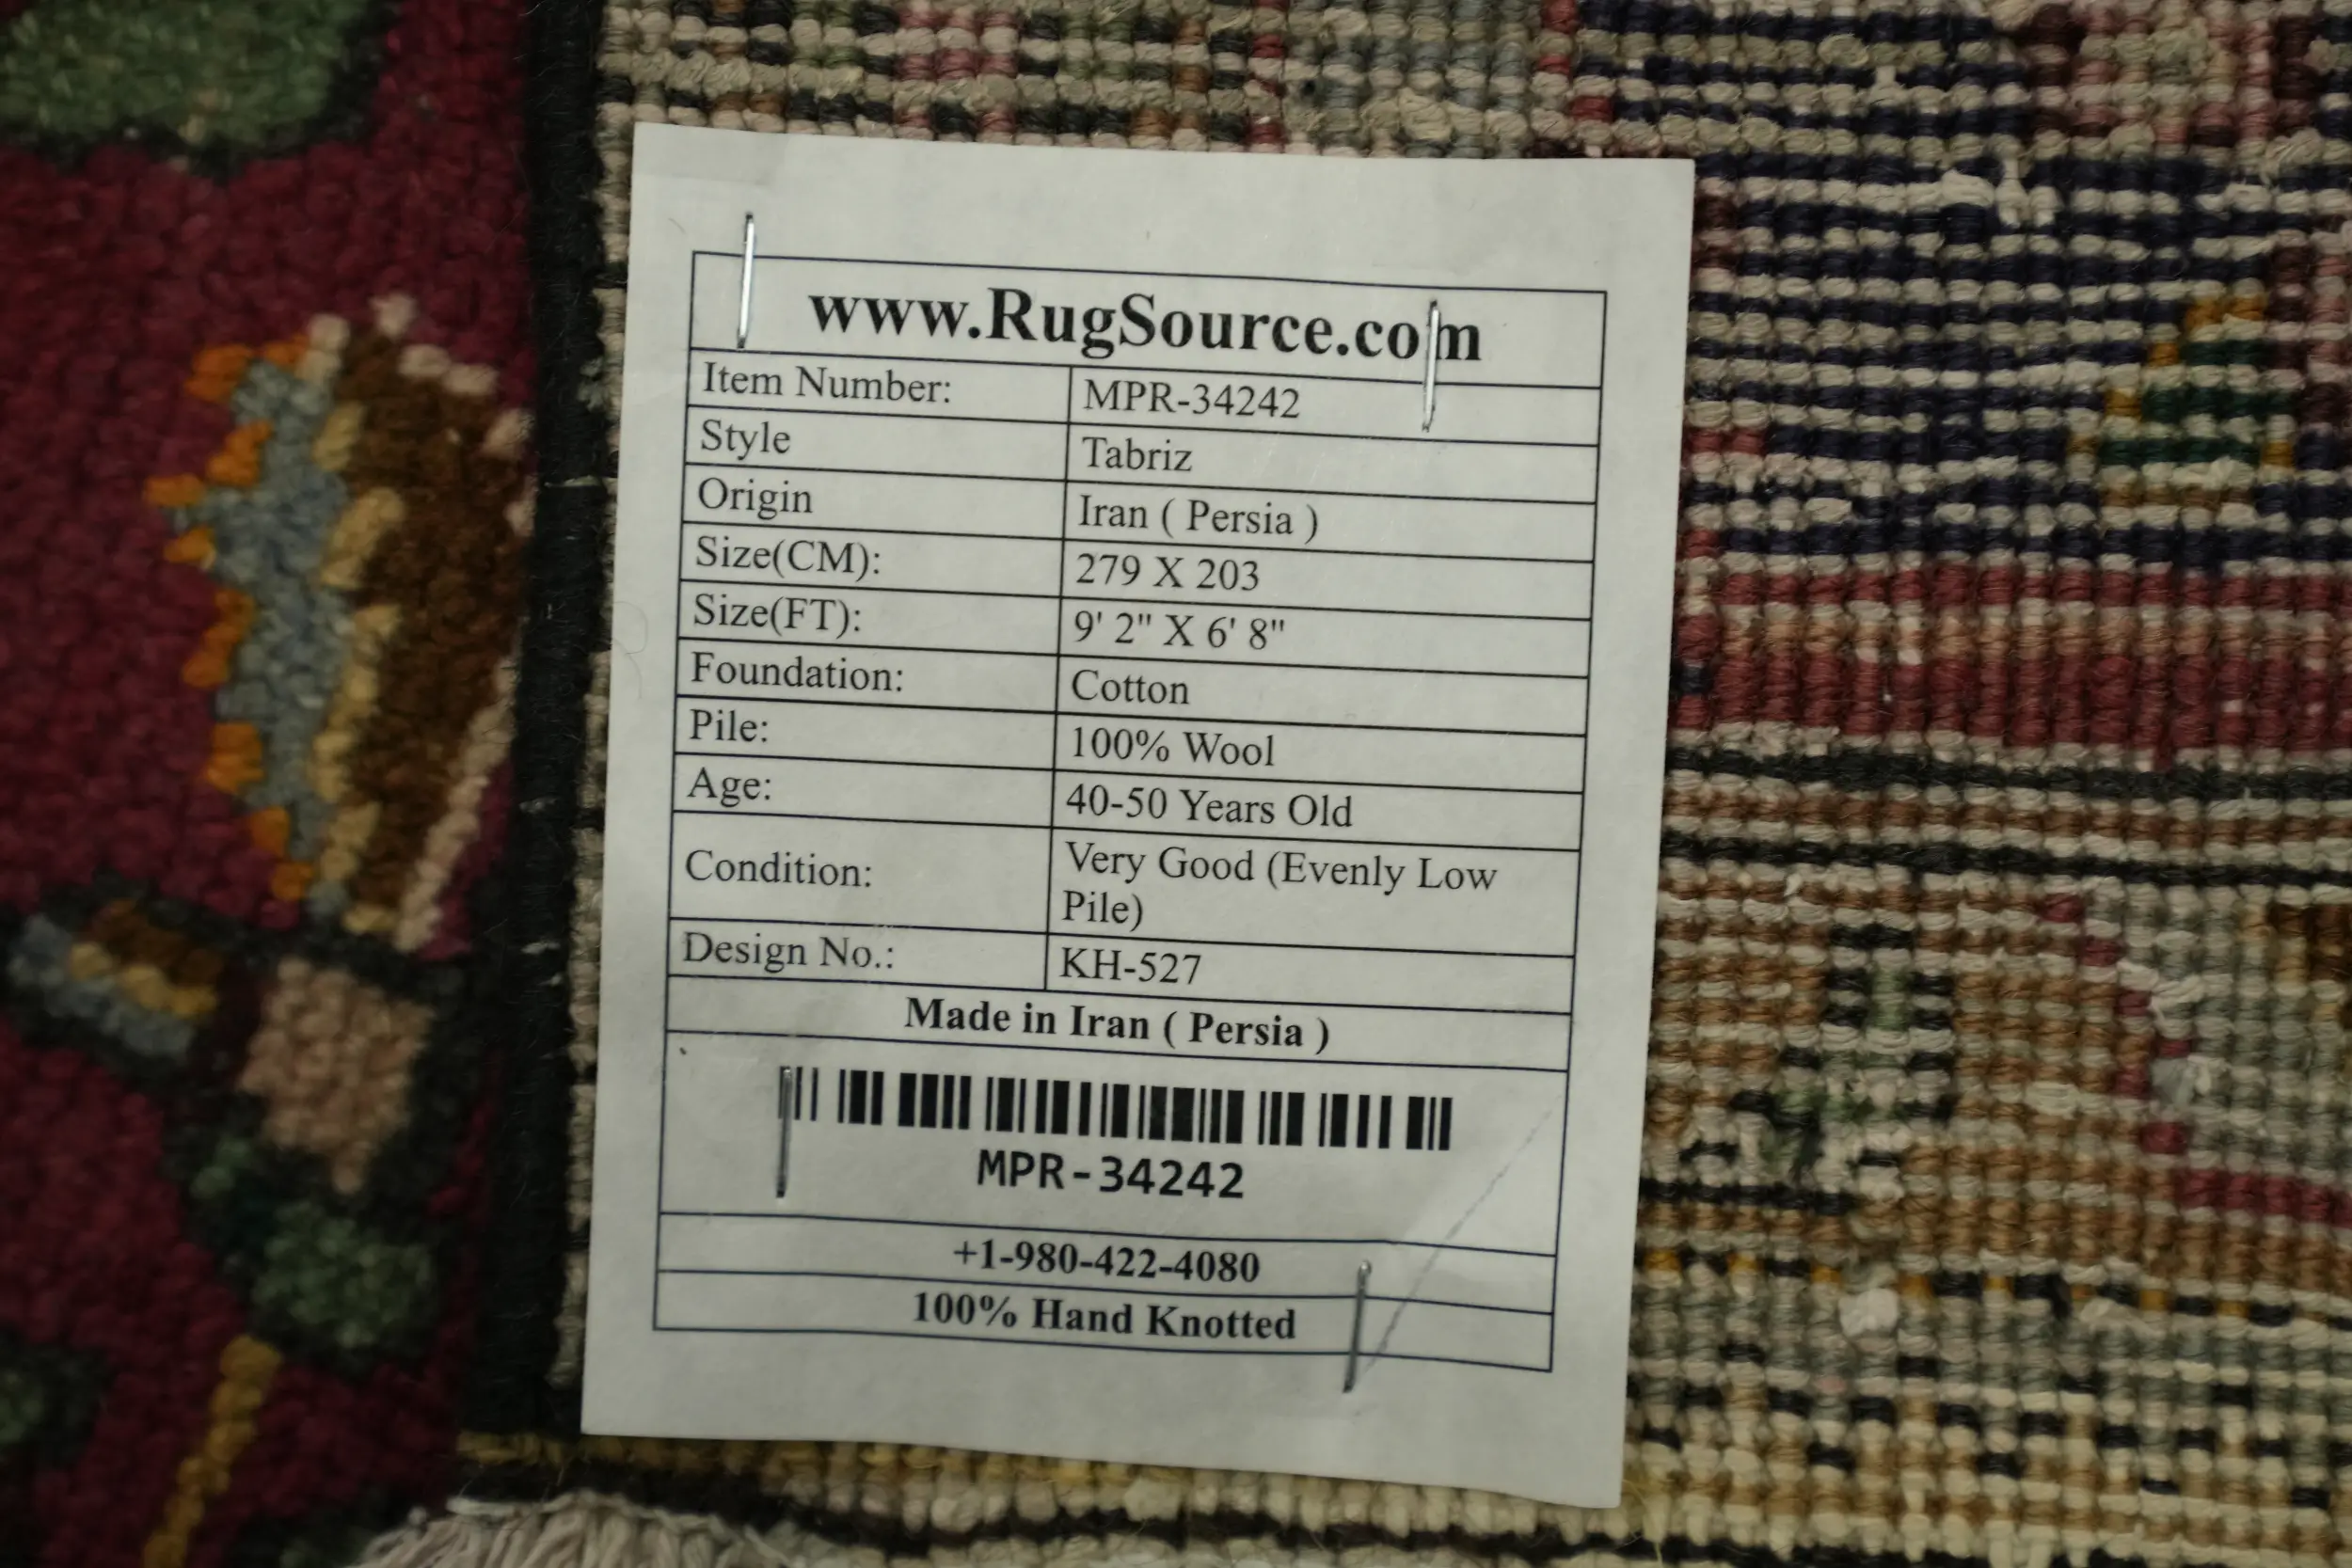 www.RugSource.com
Item Number: MPR-34242
Style Tabriz
Origin Iran ( Persia )
Size(CM): 279 X 203
Size(FT): 9' 2" X 6' 8"
Foundation: Cotton
Pile: 100% Wool
Age: 40-50 Years Old
Condition: Very Good (Evenly Low
Pile)
Design No.: KH-527
Made in Iran ( Persia )
MPR-34242
+1-980-422-4080
100% Hand Knotted